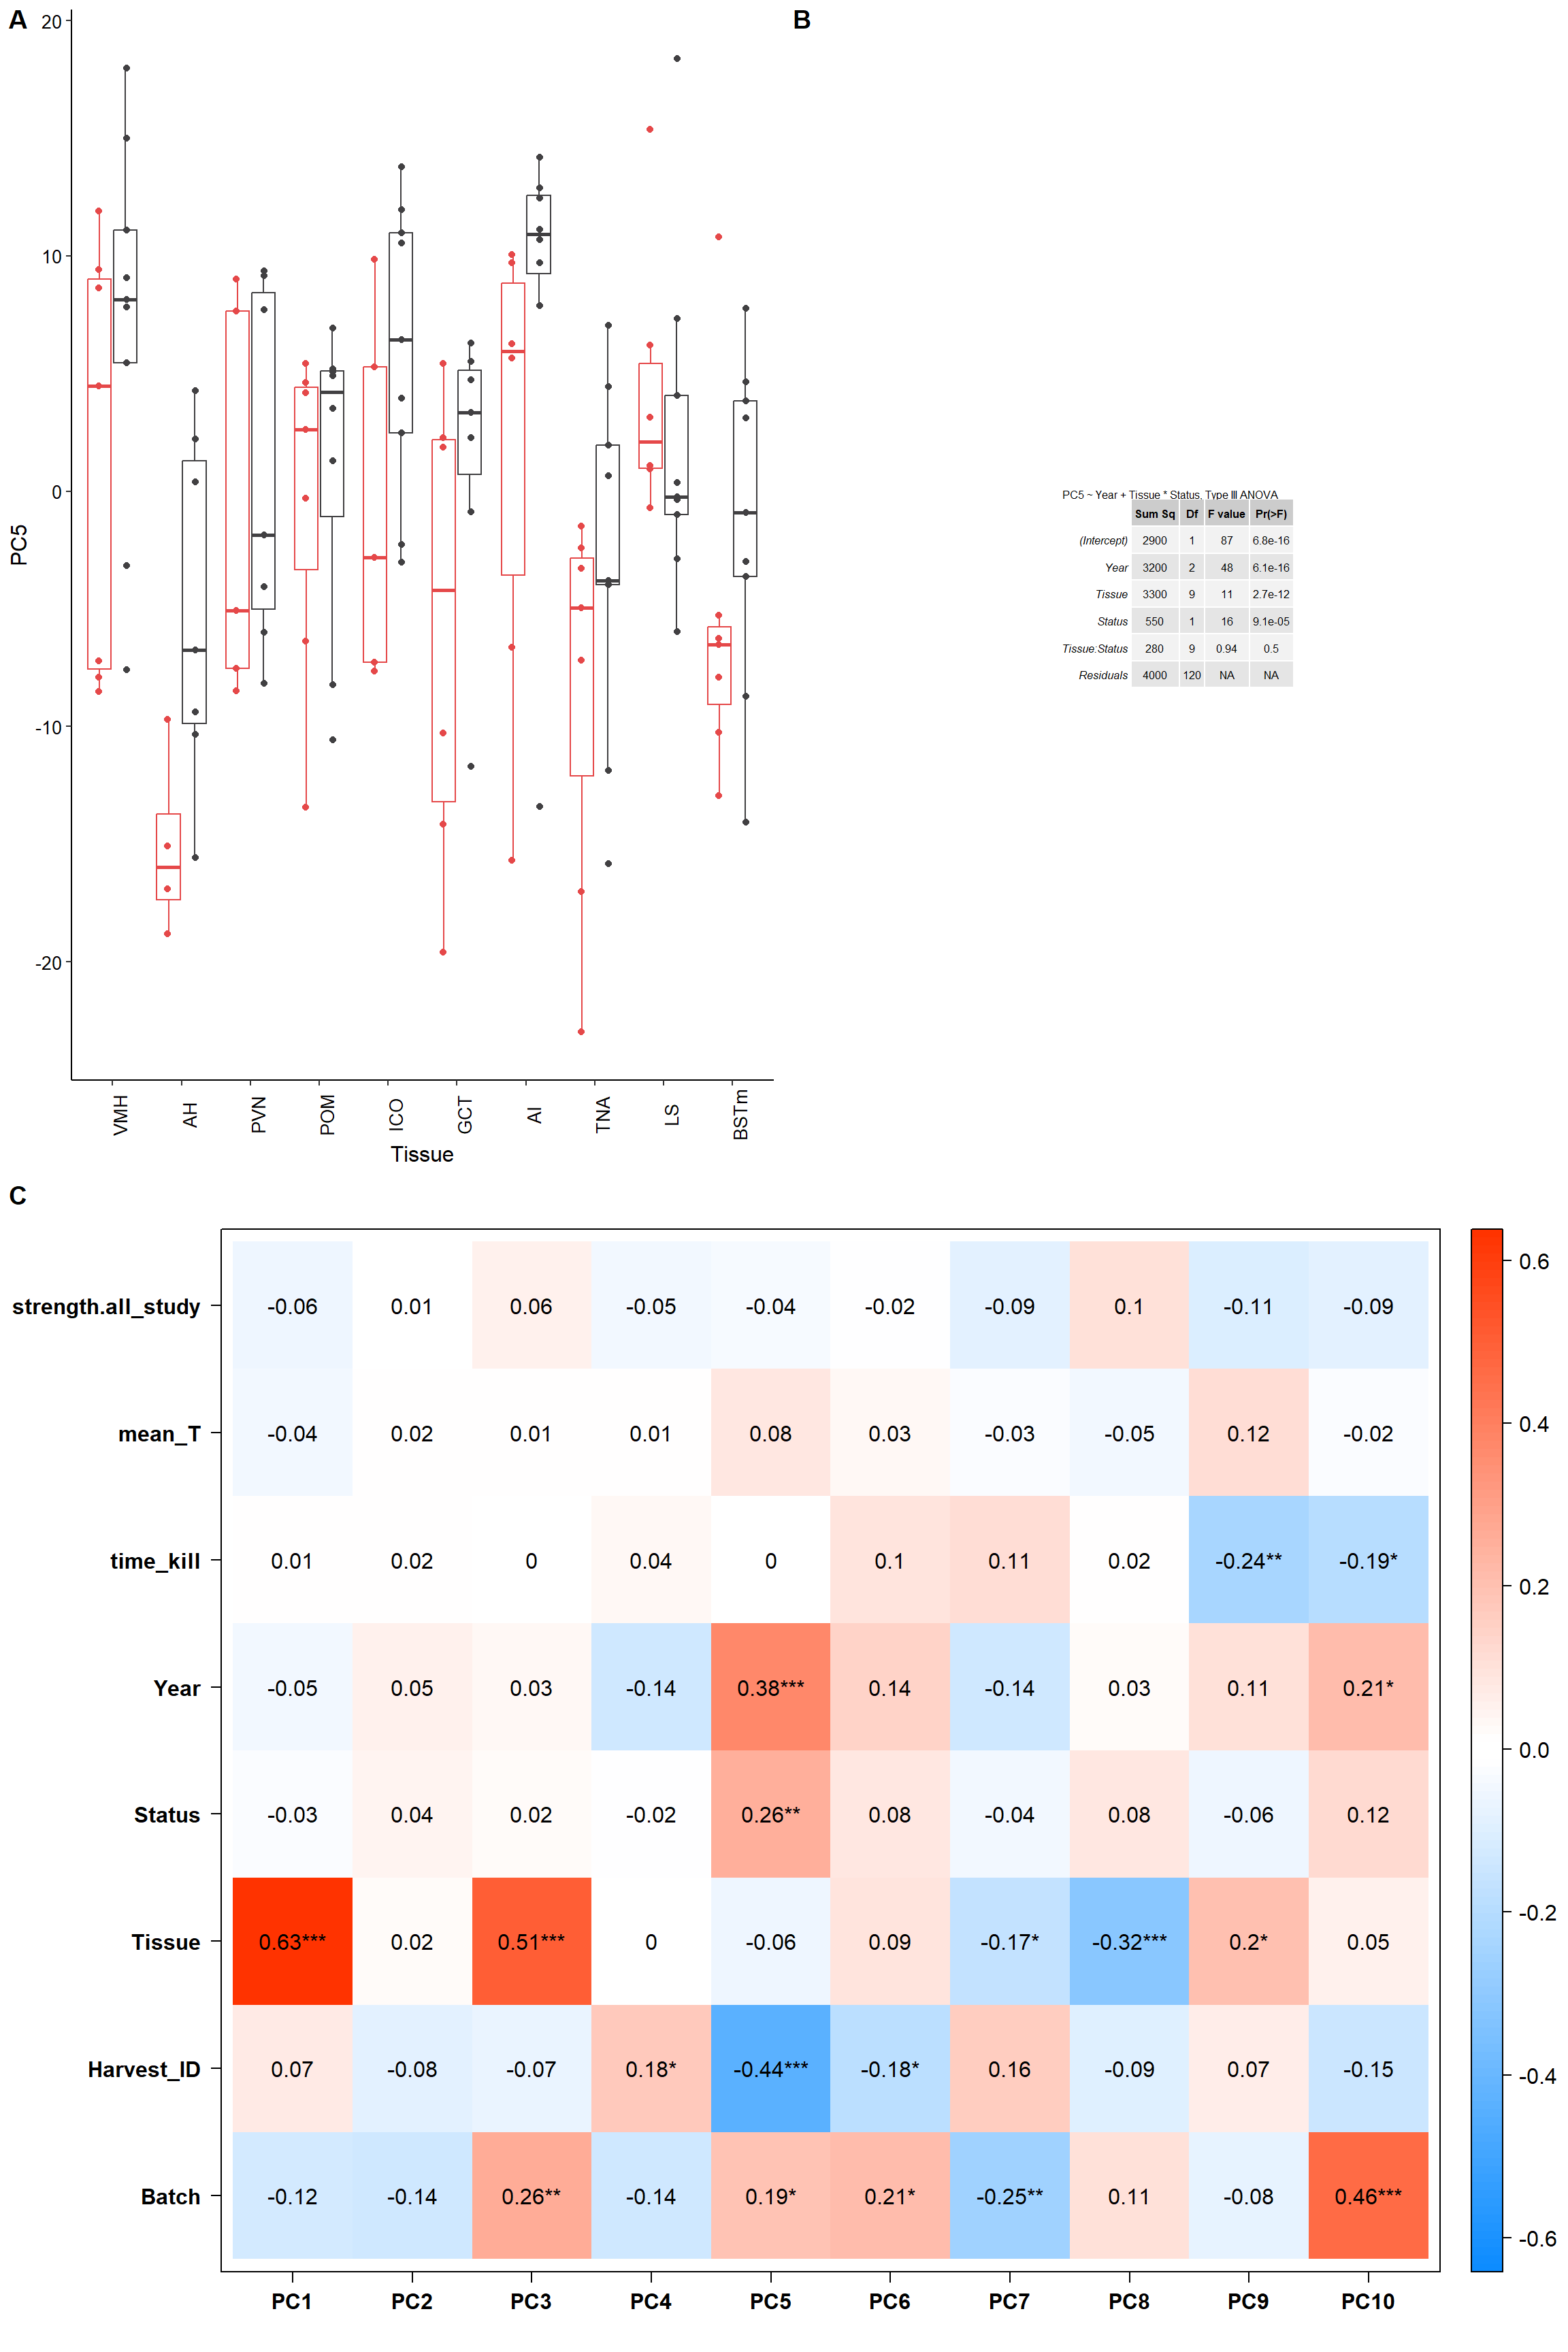 A
B
20
10
0
-10
-20
PC5
VMH
AH
PVN
POM
ICO
GCT
AI
TNA
LS
BSTm
Tissue
PC5 ~ Year + Tissue * Status, Type III ANOVA
Sum Sq Df F value Pr(>F)
(Intercept) 2900 1 87 6.8e-16
Year 3200 2 48 6.1e-16
Tissue 3300 9 11 2.7e-12
Status 550 1 16 9.1e-05
Tissue:Status 280 9 0.94 0.5
Residuals 4000 120 NA NA
C
strength.all_study -0.06 0.01 0.06 -0.05 -0.04 -0.02 -0.09 0.1 -0.11 -0.09
mean_T -0.04 0.02 0.01 0.01 0.08 0.03 -0.03 -0.05 0.12 -0.02
time_kill 0.01 0.02 0 0.04 0 0.1 0.11 0.02 -0.24** -0.19*
Year -0.05 0.05 0.03 -0.14 0.38*** 0.14 -0.14 0.03 0.11 0.21*
Status -0.03 0.04 0.02 -0.02 0.26** 0.08 -0.04 0.08 -0.06 0.12
Tissue 0.63*** 0.02 0.51*** 0 -0.06 0.09 -0.17* -0.32*** 0.2* 0.05
Harvest_ID 0.07 -0.08 -0.07 0.18* -0.44*** -0.18* 0.16 -0.09 0.07 -0.15
Batch -0.12 -0.14 0.26** -0.14 0.19* 0.21* -0.25** 0.11 -0.08 0.46***
PC1 PC2 PC3 PC4 PC5 PC6 PC7 PC8 PC9 PC10
0.6
0.4
0.2
0.0
-0.2
-0.4
-0.6